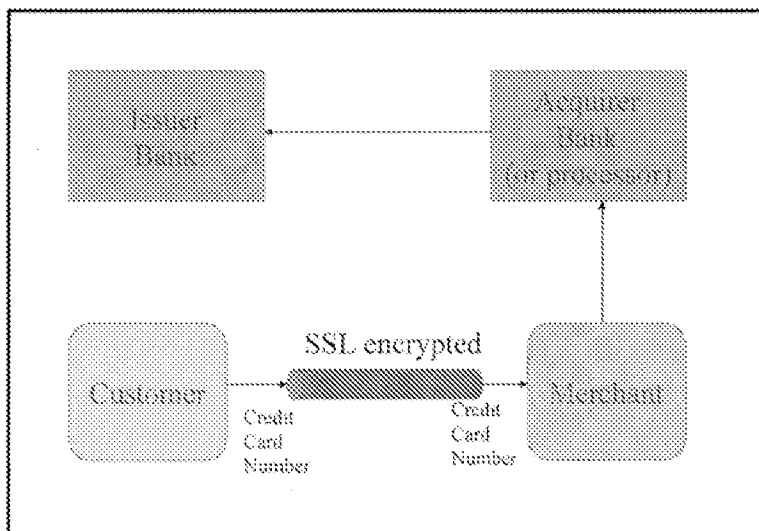 Issuer
Bank
Acquirer
Bank
(or processor)
SSL encrypted
Customer
Credit
Card
Number
Credit
Card
Number
Merchant